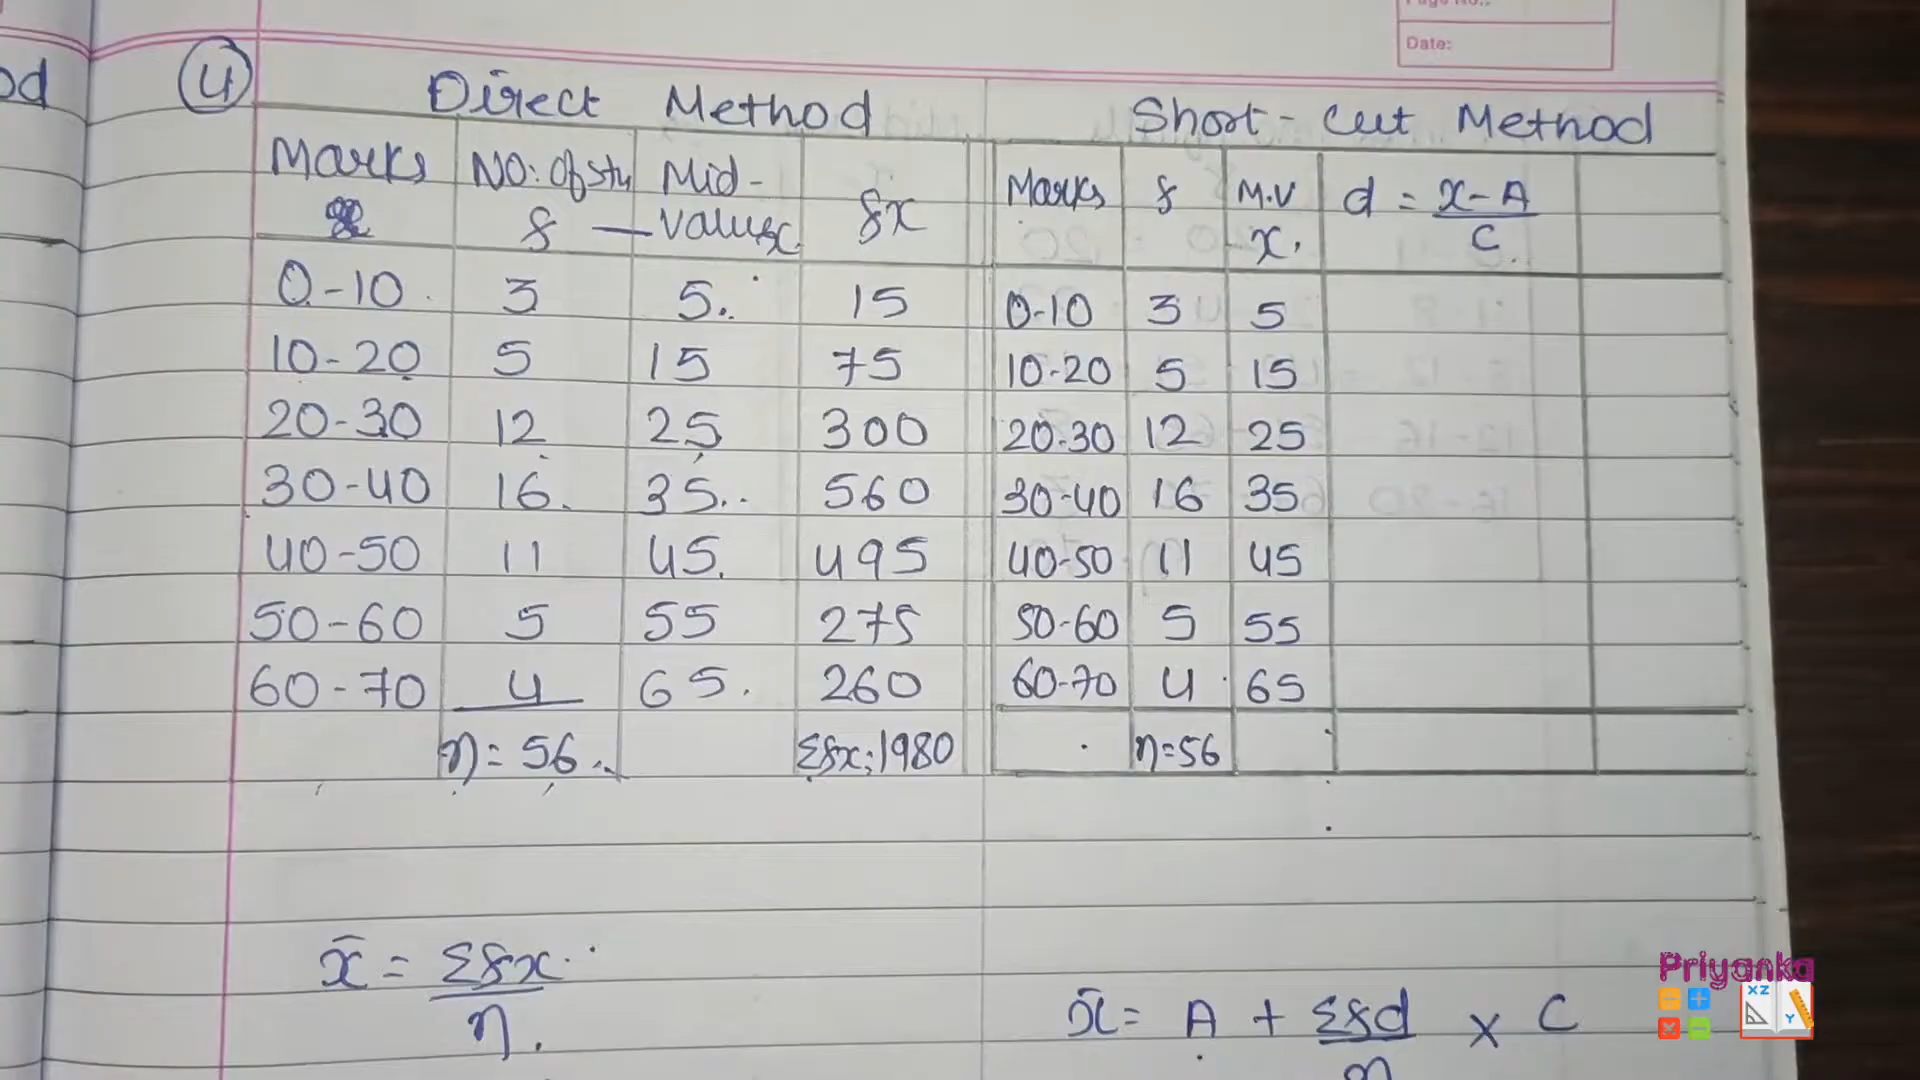 Page No.:
Date:
od
4
Direct Method
Short-cut Method
Marks No: of stu Mid- fx
f — Values x
Marks f M.V x. d = x-A / C.
0-10 3 5 15 0-10 3 5
10-20 5 15 75 10-20 5 15
20-30 12 25 300 20-30 12 25
30-40 16 35 560 30-40 16 35
40-50 11 45 495 40-50 11 45
50-60 5 55 275 50-60 5 55
60-70 4 65 260 60-70 4 65
n = 56 Σfx: 1980 n=56
x̄ = Σfx / n.
x̄ = A + Σfd / n × C
Priyanka
XZ
Y